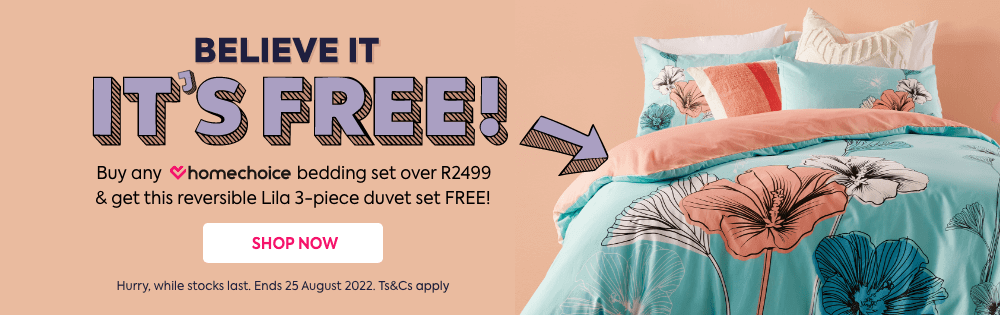 BELIEVE IT
IT'S FREE!
Buy any homechoice bedding set over R2499
& get this reversible Lila 3-piece duvet set FREE!
SHOP NOW
Hurry, while stocks last. Ends 25 August 2022. Ts&Cs apply